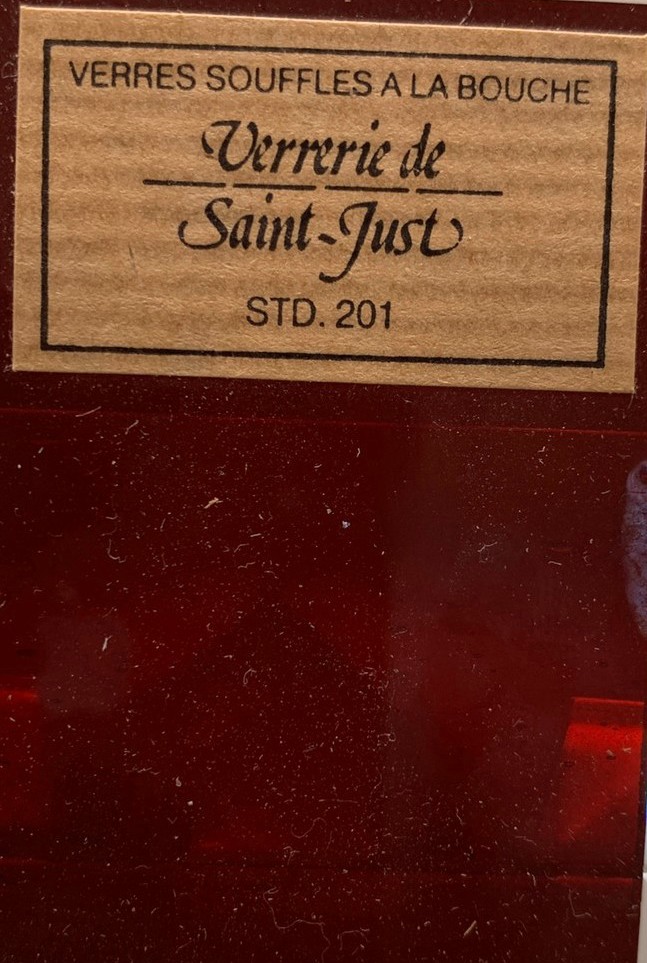 VERRES SOUFFLES A LA BOUCHE
Verrerie de
Saint-Just
STD. 201